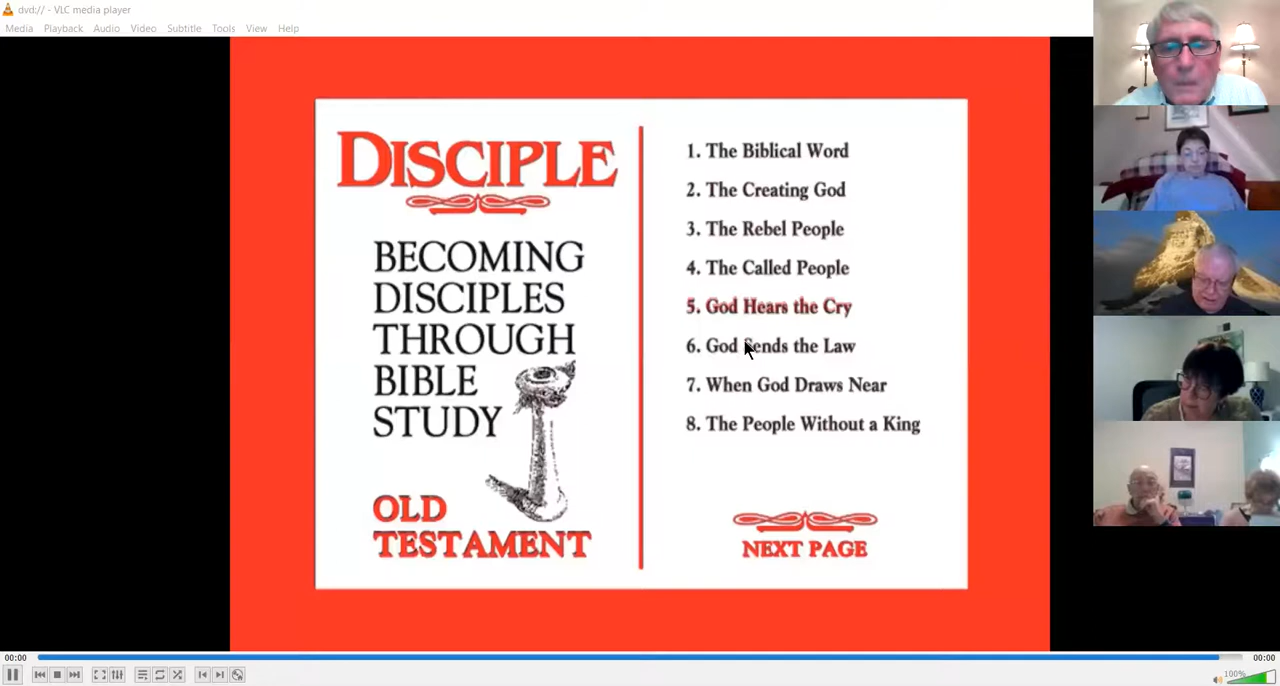 dvd:// - VLC media player
Media Playback Audio Video Subtitle Tools View Help
DISCIPLE
BECOMING
DISCIPLES
THROUGH
BIBLE
STUDY
OLD
TESTAMENT
1. The Biblical Word
2. The Creating God
3. The Rebel People
4. The Called People
5. God Hears the Cry
6. God Sends the Law
7. When God Draws Near
8. The People Without a King
NEXT PAGE
00:00
00:00
100%